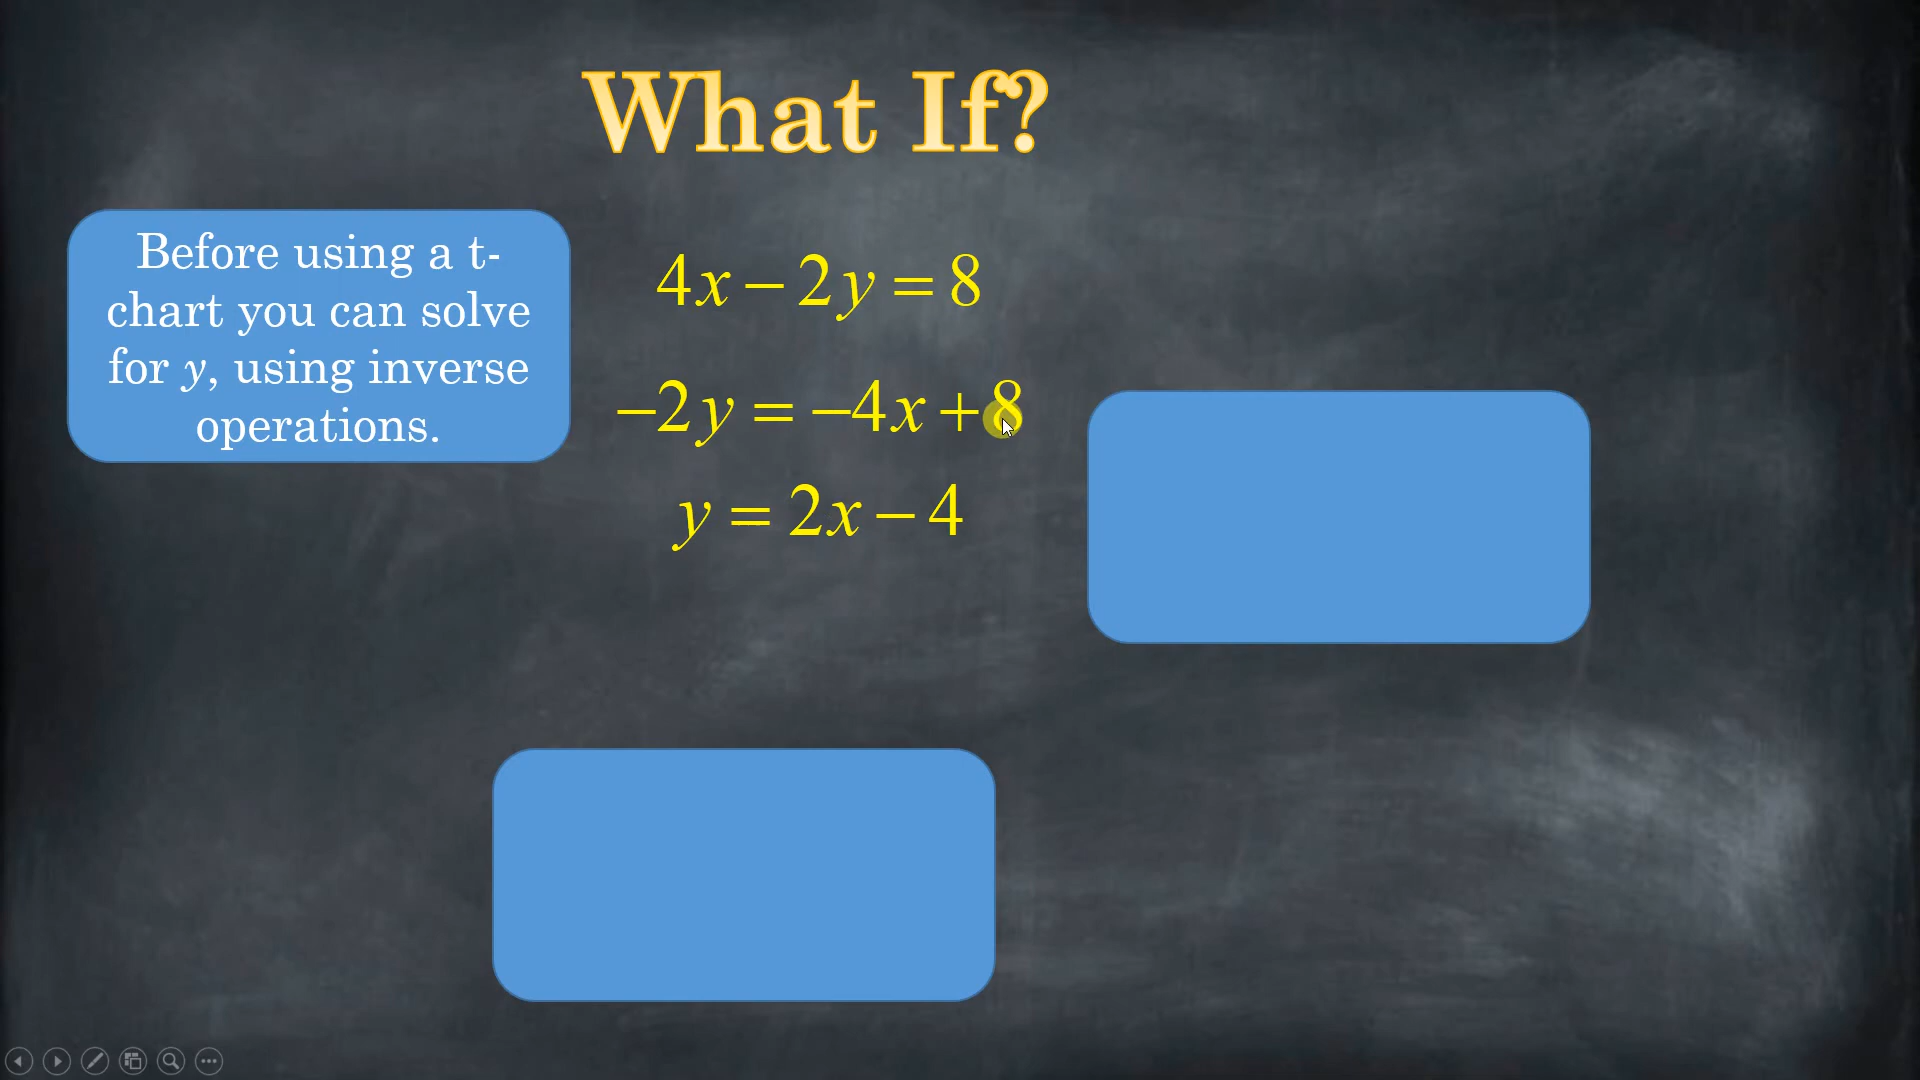 What If?
Before using a t-
chart you can solve
for y, using inverse
operations.
4x − 2y = 8
−2y = −4x + 8
y = 2x − 4